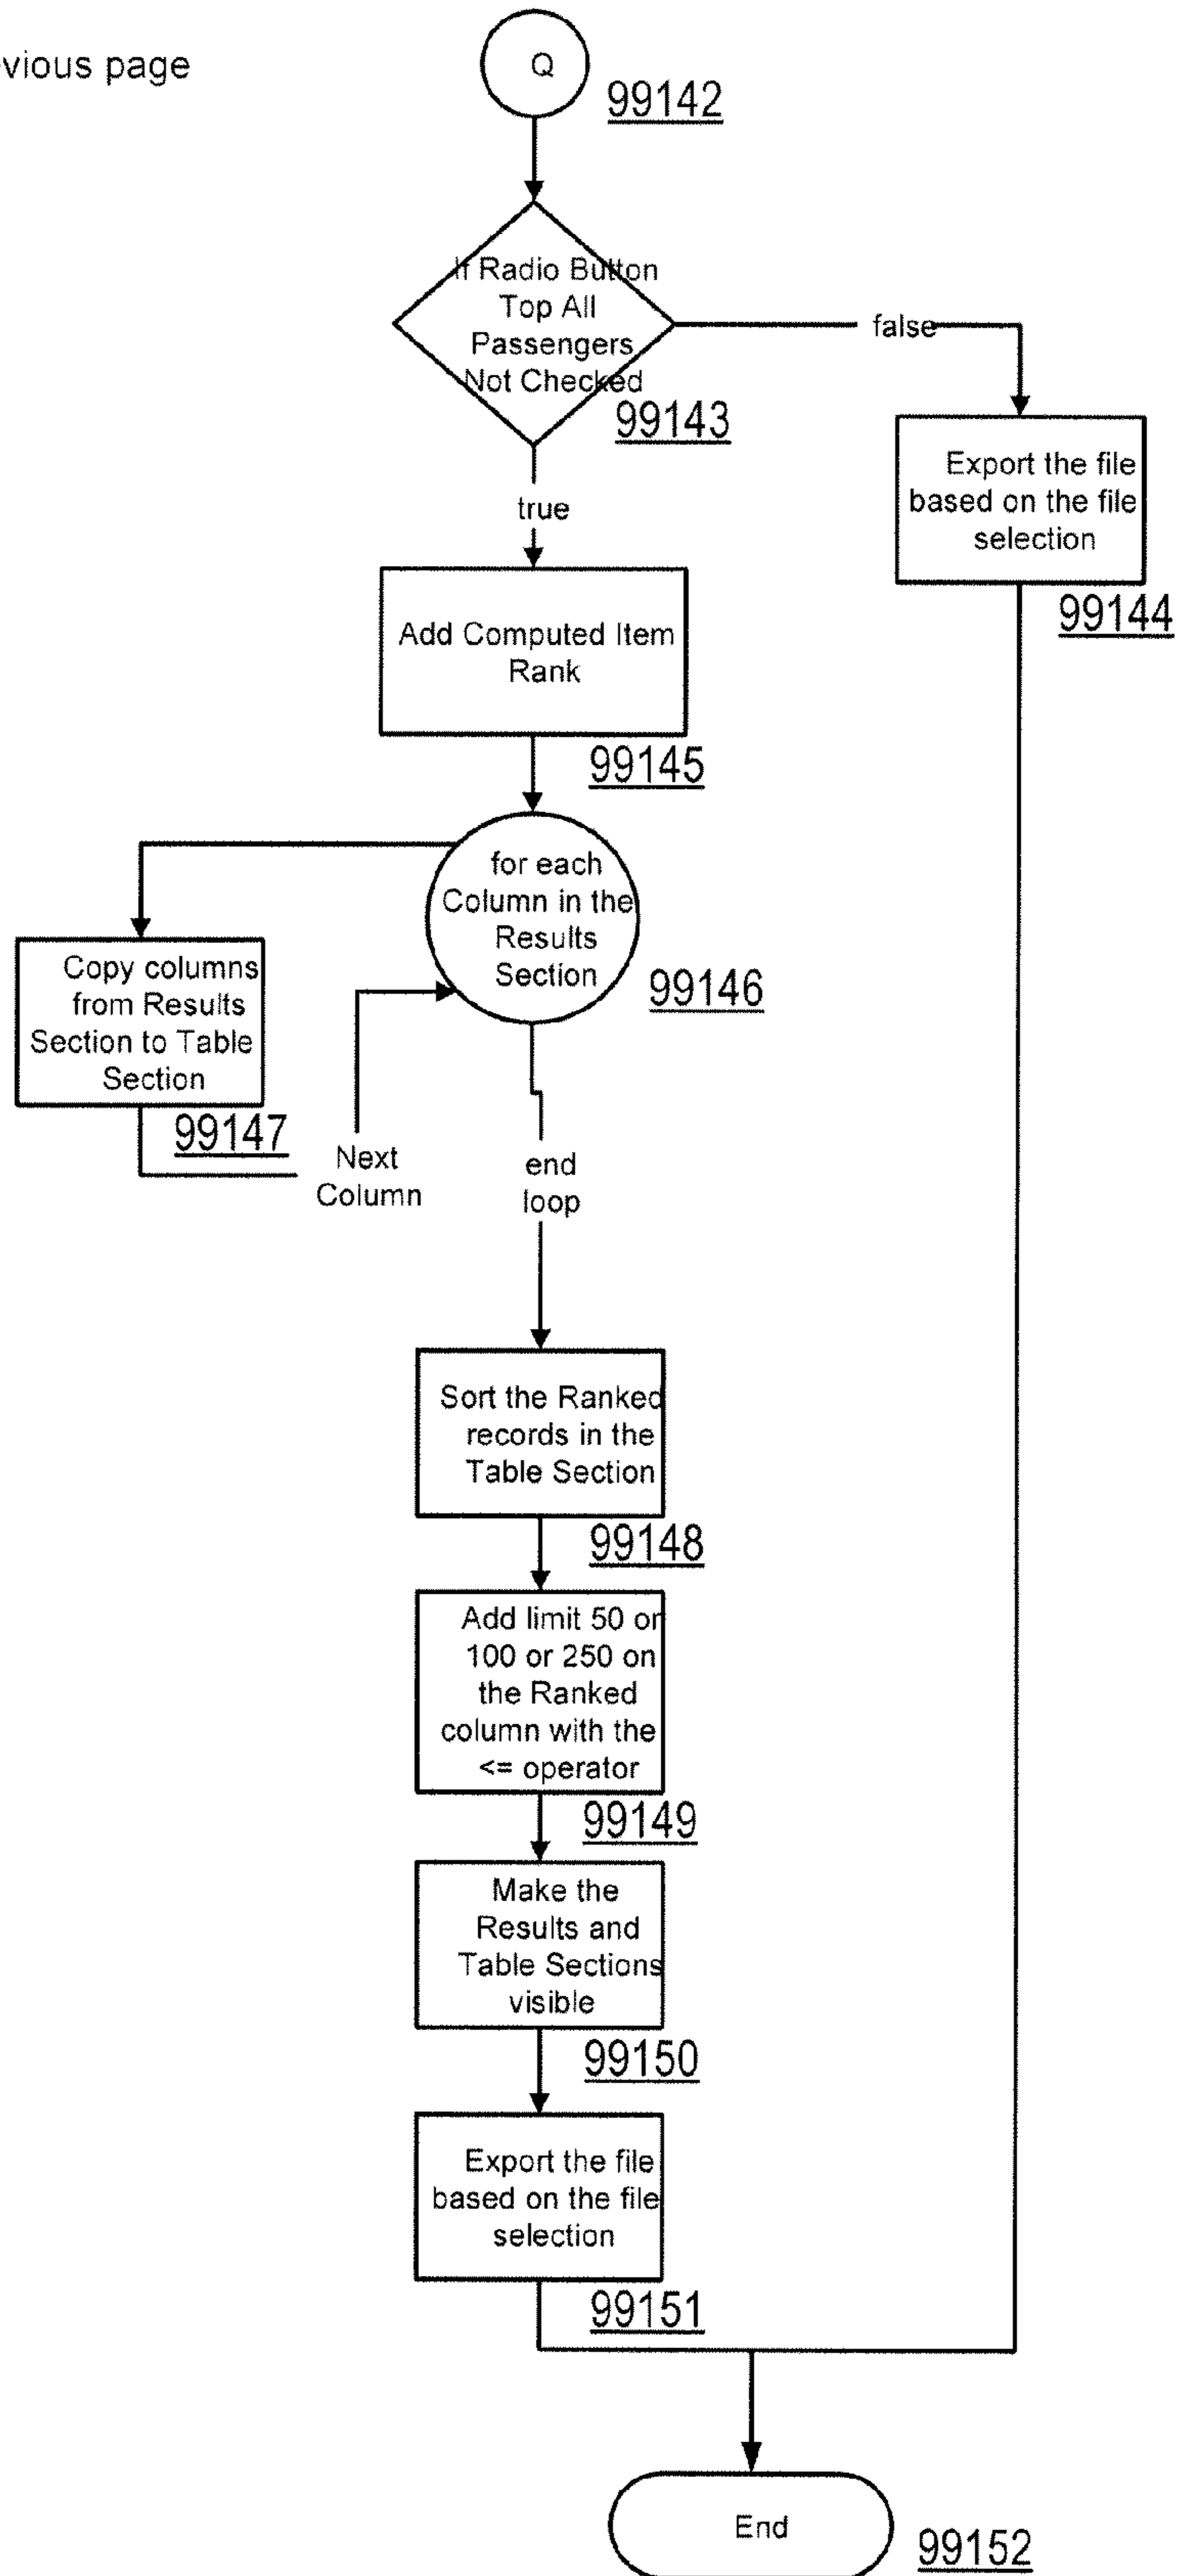 vious page
Q
99142
If Radio Button
Top All
Passengers
Not Checked
99143
false
true
Export the file
based on the file
selection
99144
Add Computed Item
Rank
99145
for each
Column in the
Results
Section
99146
Copy columns
from Results
Section to Table
Section
99147
Next
Column
end
loop
Sort the Ranked
records in the
Table Section
99148
Add limit 50 or
100 or 250 on
the Ranked
column with the
<= operator
99149
Make the
Results and
Table Sections
visible
99150
Export the file
based on the file
selection
99151
End
99152